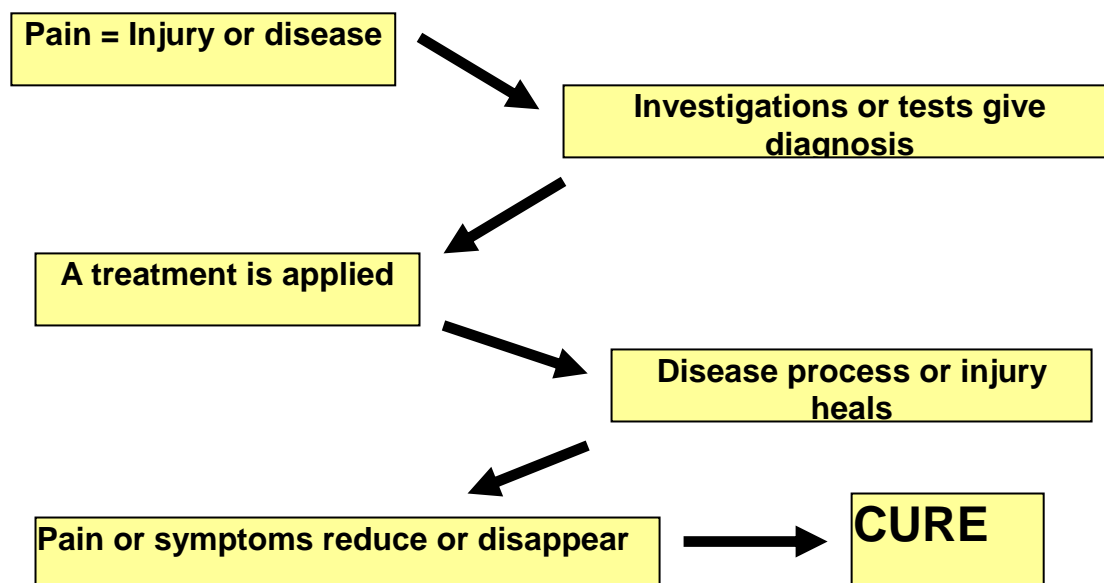 Pain = Injury or disease
Investigations or tests give
diagnosis
A treatment is applied
Disease process or injury
heals
Pain or symptoms reduce or disappear
CURE